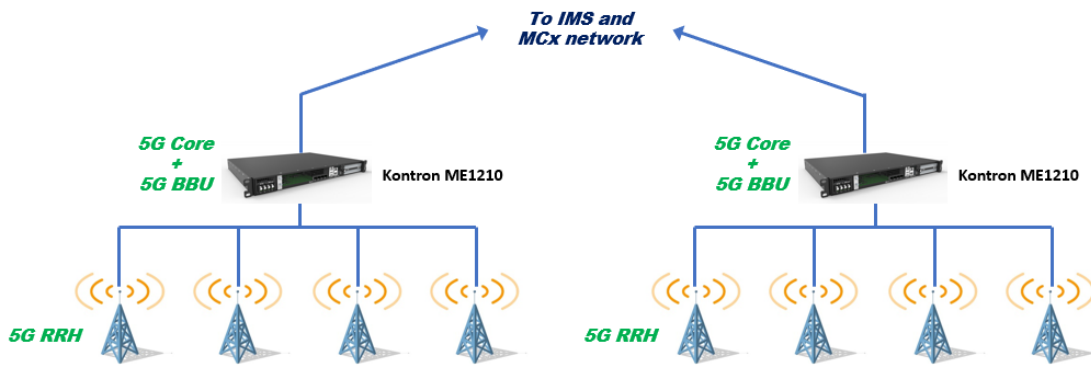 To IMS and
MCx network
5G Core
+
5G BBU
Kontron ME1210
5G Core
+
5G BBU
Kontron ME1210
5G RRH
5G RRH